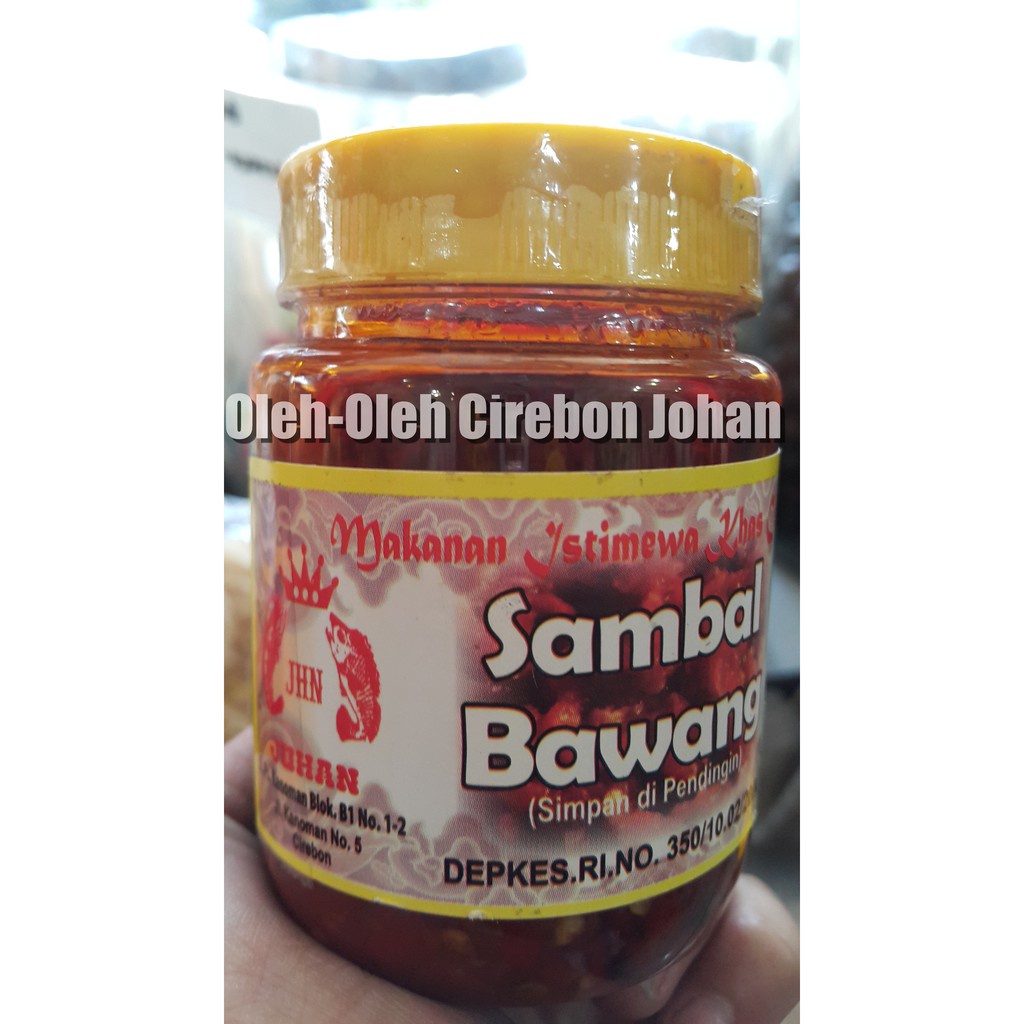 Oleh-Oleh Cirebon Johan
Makanan Istimewa Khas
JHN
JOHAN
Kanoman Blok. B1 No. 1-2
Kanoman No. 5
Cirebon
Sambal
Bawang
(Simpan di Pendingin)
DEPKES.RI.NO. 350/10.02/